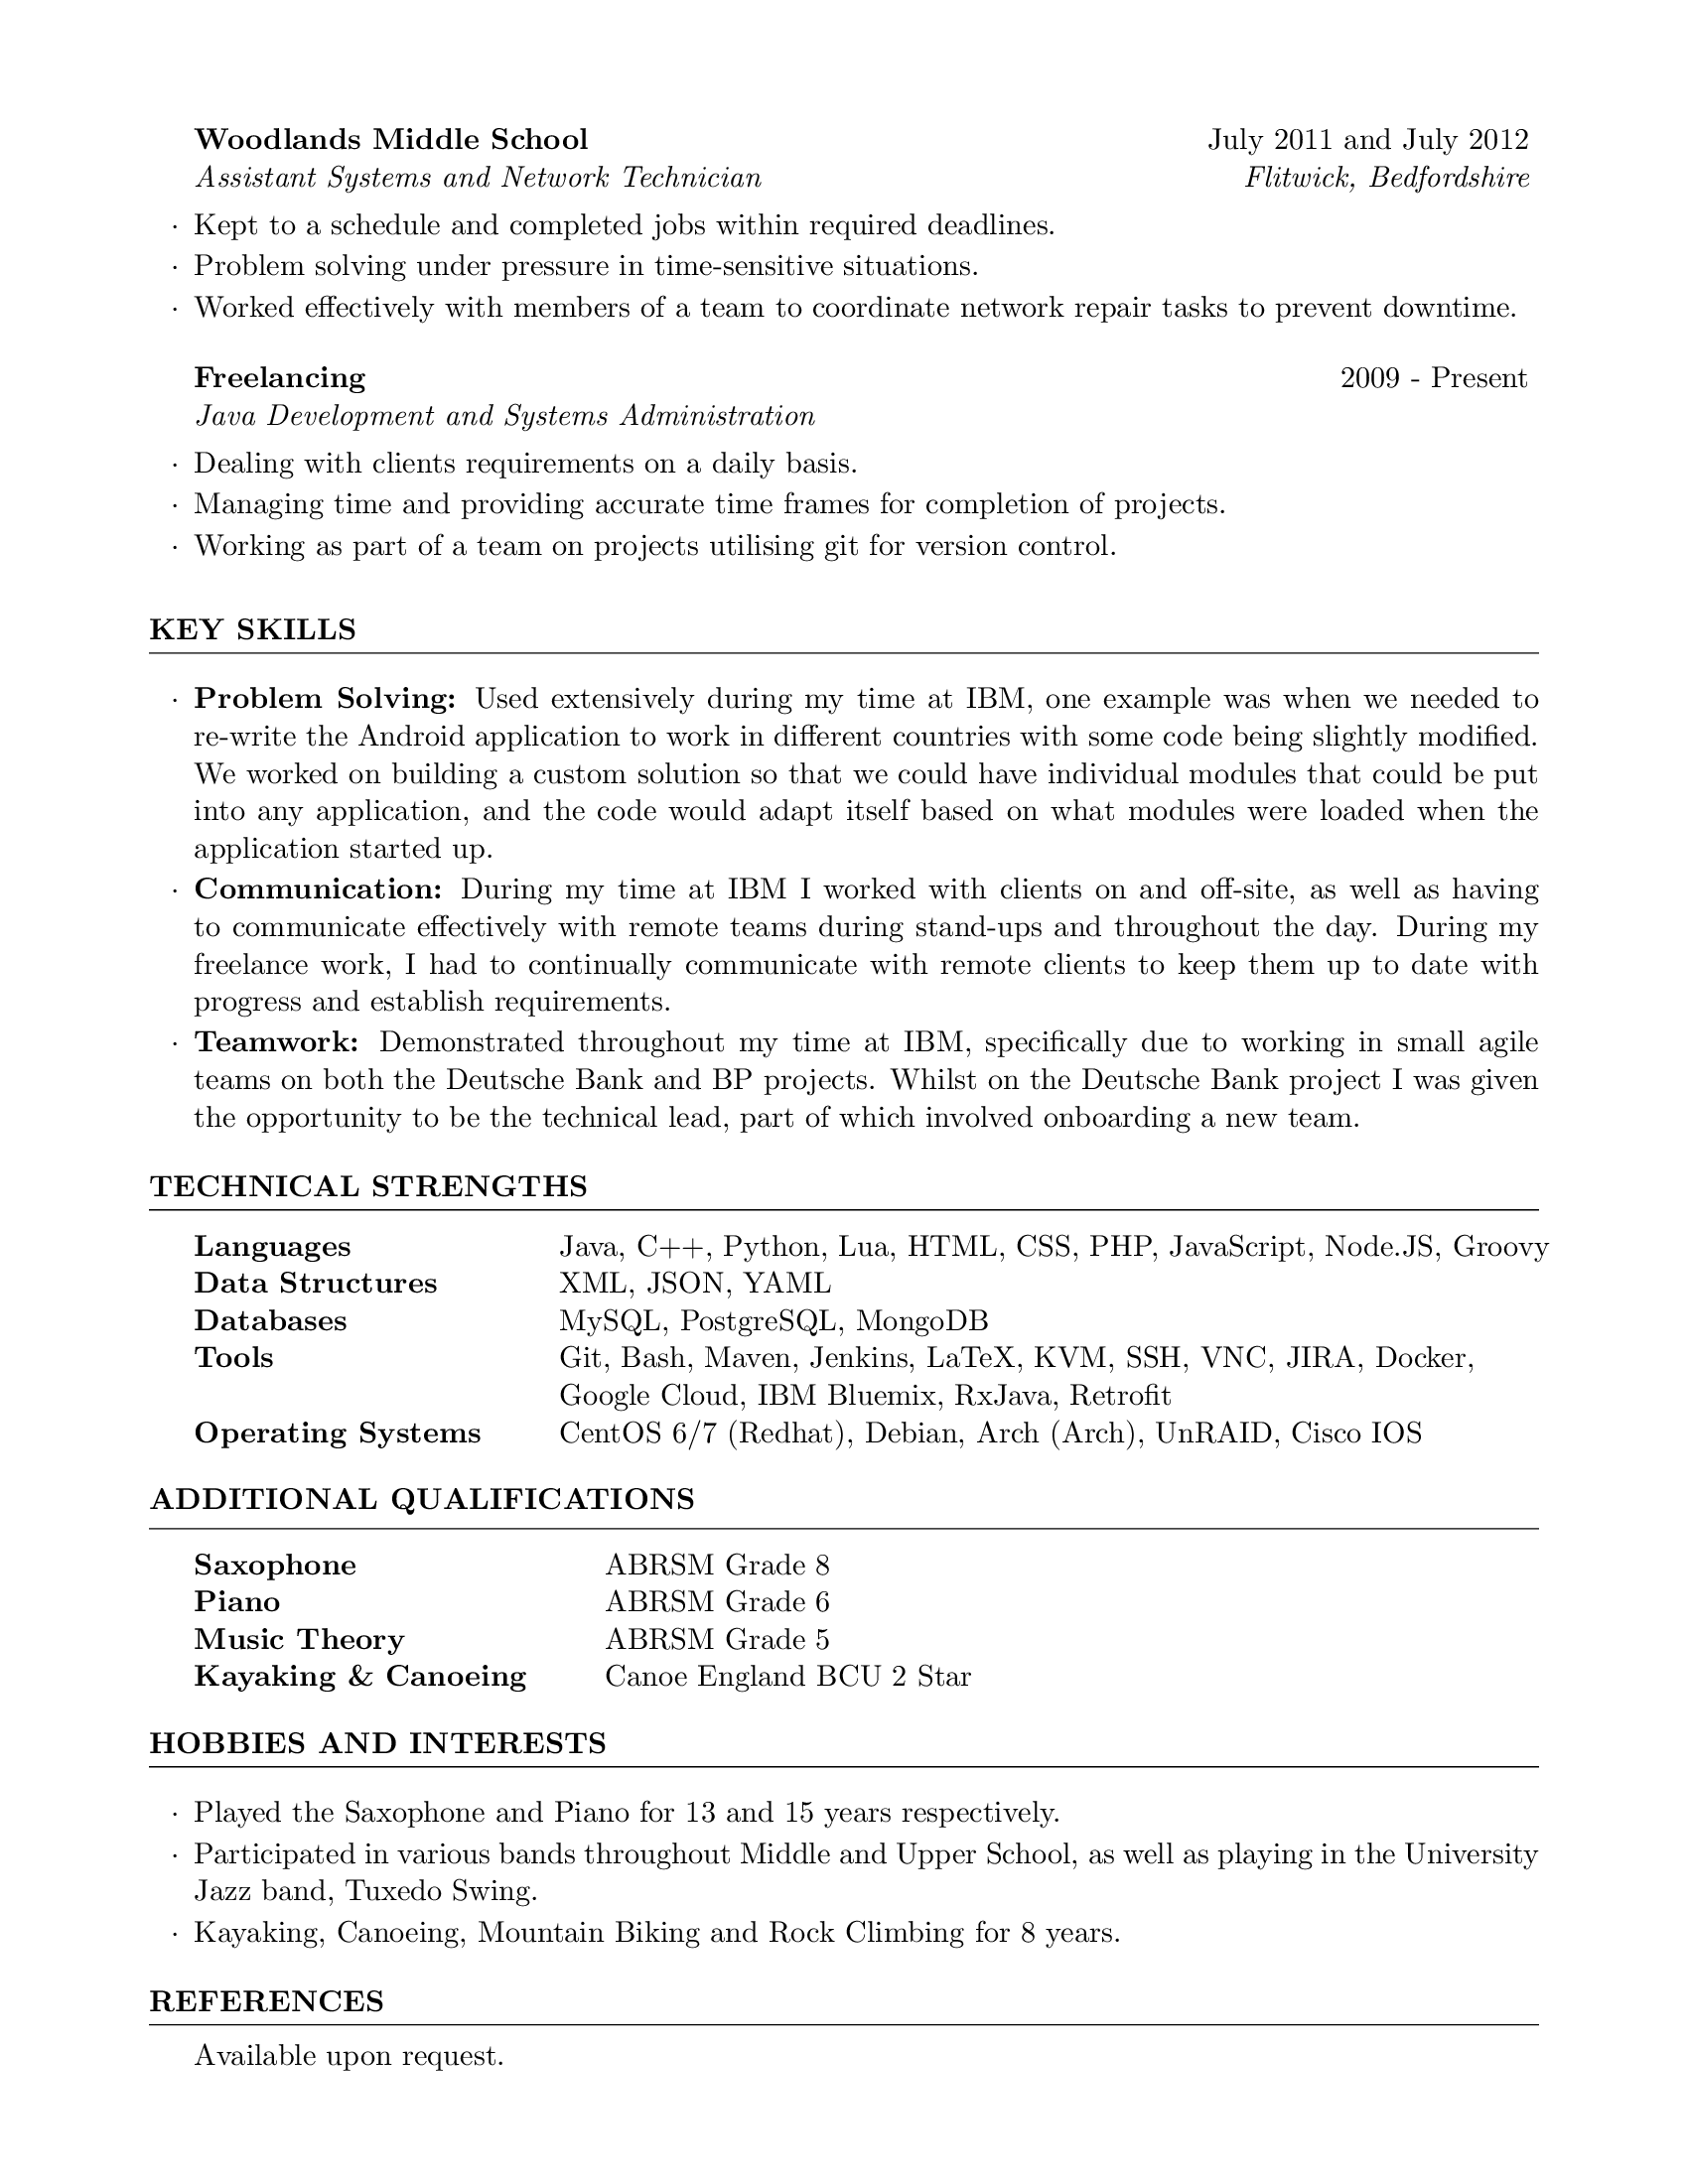 Woodlands Middle School July 2011 and July 2012
Assistant Systems and Network Technician Flitwick, Bedfordshire
· Kept to a schedule and completed jobs within required deadlines.
· Problem solving under pressure in time-sensitive situations.
· Worked effectively with members of a team to coordinate network repair tasks to prevent downtime.
Freelancing 2009 - Present
Java Development and Systems Administration
· Dealing with clients requirements on a daily basis.
· Managing time and providing accurate time frames for completion of projects.
· Working as part of a team on projects utilising git for version control.
KEY SKILLS
· Problem Solving: Used extensively during my time at IBM, one example was when we needed to
re-write the Android application to work in different countries with some code being slightly modified.
We worked on building a custom solution so that we could have individual modules that could be put
into any application, and the code would adapt itself based on what modules were loaded when the
application started up.
· Communication: During my time at IBM I worked with clients on and off-site, as well as having
to communicate effectively with remote teams during stand-ups and throughout the day. During my
freelance work, I had to continually communicate with remote clients to keep them up to date with
progress and establish requirements.
· Teamwork: Demonstrated throughout my time at IBM, specifically due to working in small agile
teams on both the Deutsche Bank and BP projects. Whilst on the Deutsche Bank project I was given
the opportunity to be the technical lead, part of which involved onboarding a new team.
TECHNICAL STRENGTHS
Languages Java, C++, Python, Lua, HTML, CSS, PHP, JavaScript, Node.JS, Groovy
Data Structures XML, JSON, YAML
Databases MySQL, PostgreSQL, MongoDB
Tools Git, Bash, Maven, Jenkins, LaTeX, KVM, SSH, VNC, JIRA, Docker,
Google Cloud, IBM Bluemix, RxJava, Retrofit
Operating Systems CentOS 6/7 (Redhat), Debian, Arch (Arch), UnRAID, Cisco IOS
ADDITIONAL QUALIFICATIONS
Saxophone ABRSM Grade 8
Piano ABRSM Grade 6
Music Theory ABRSM Grade 5
Kayaking & Canoeing Canoe England BCU 2 Star
HOBBIES AND INTERESTS
· Played the Saxophone and Piano for 13 and 15 years respectively.
· Participated in various bands throughout Middle and Upper School, as well as playing in the University
Jazz band, Tuxedo Swing.
· Kayaking, Canoeing, Mountain Biking and Rock Climbing for 8 years.
REFERENCES
Available upon request.